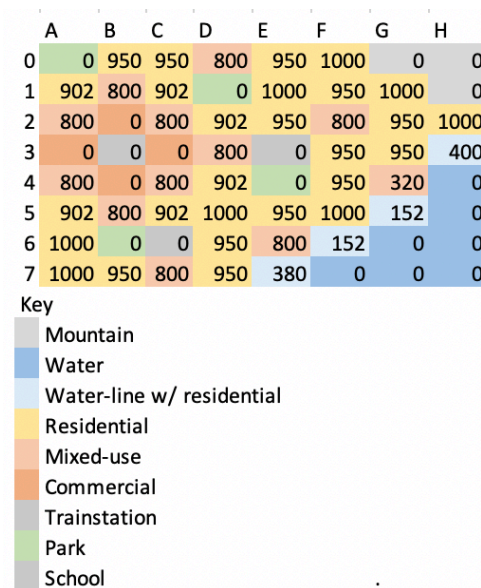 A B C D E F G H
0 0 950 950 800 950 1000 0 0
1 902 800 902 0 1000 950 1000 0
2 800 0 800 902 950 800 950 1000
3 0 0 0 800 0 950 950 400
4 800 0 800 902 0 950 320 0
5 902 800 902 1000 950 1000 152 0
6 1000 0 0 950 800 152 0 0
7 1000 950 800 950 380 0 0 0
Key
Mountain
Water
Water-line w/ residential
Residential
Mixed-use
Commercial
Trainstation
Park
School .